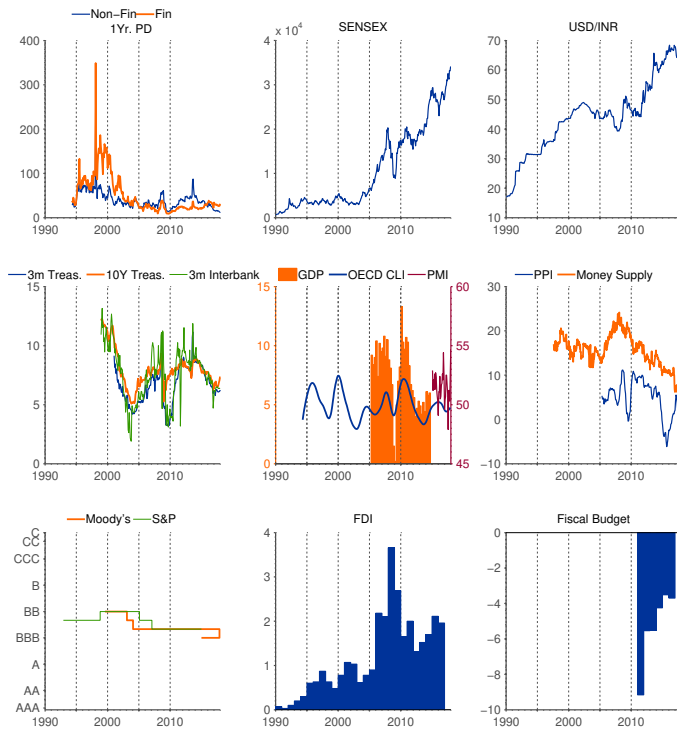 Non-Fin Fin
1Yr. PD
400
300
200
100
0
1990 2000 2010
x 10⁴ SENSEX
4
3
2
1
0
1990 2000 2010
USD/INR
70
60
50
40
30
20
10
1990 2000 2010
3m Treas. 10Y Treas. 3m Interbank
15
10
5
0
1990 2000 2010
GDP OECD CLI PMI
15 60
10 55
5 50
0 45
1990 2000 2010
PPI Money Supply
30
20
10
0
−10
1990 2000 2010
Moody's S&P
C
CC
CCC
B
BB
BBB
A
AA
AAA
1990 2000 2010
FDI
4
3
2
1
0
1990 2000 2010
Fiscal Budget
0
−2
−4
−6
−8
−10
1990 2000 2010